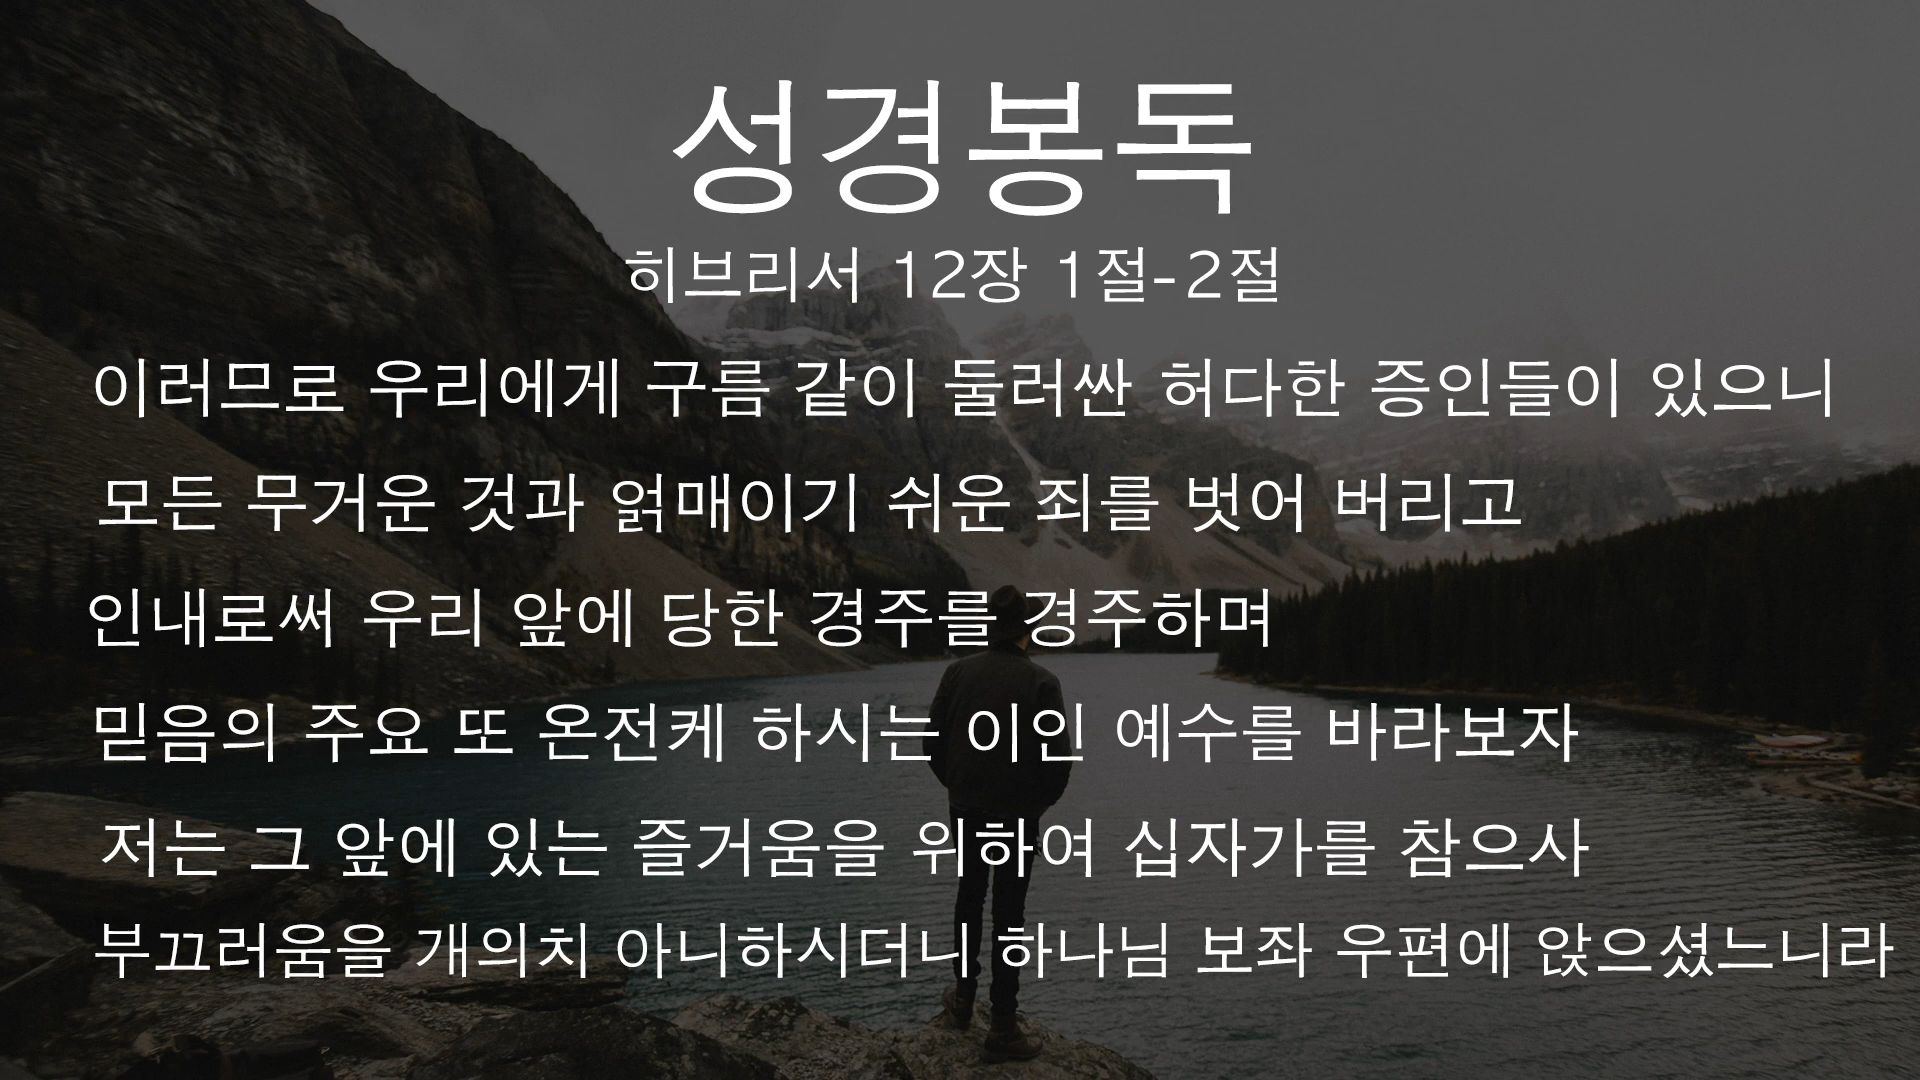 성경봉독
히브리서 12장 1절-2절
이러므로 우리에게 구름 같이 둘러싼 허다한 증인들이 있으니
모든 무거운 것과 얽매이기 쉬운 죄를 벗어 버리고
인내로써 우리 앞에 당한 경주를 경주하며
믿음의 주요 또 온전케 하시는 이인 예수를 바라보자
저는 그 앞에 있는 즐거움을 위하여 십자가를 참으사
부끄러움을 개의치 아니하시더니 하나님 보좌 우편에 앉으셨느니라